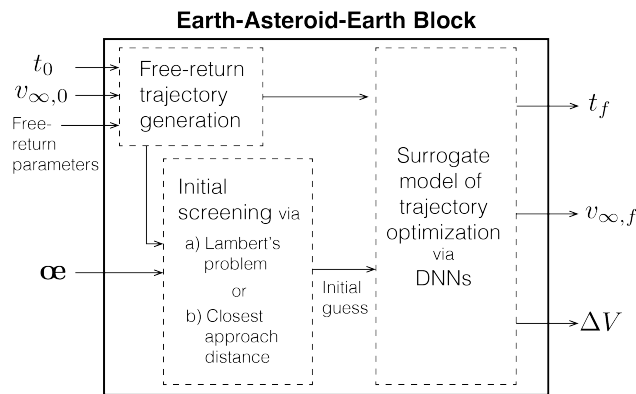 Earth-Asteroid-Earth Block
t₀
v∞,₀
Free-
return
parameters
Free-return
trajectory
generation
œ
Initial
screening via
a) Lambert's
problem
or
b) Closest
approach
distance
Initial
guess
Surrogate
model of
trajectory
optimization
via
DNNs
t_f
v∞,f
ΔV